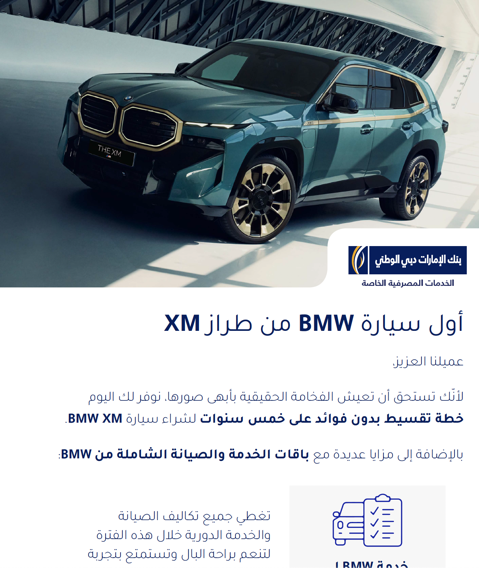 THE XM
بنك الإمارات دبي الوطني
الخدمات المصرفية الخاصة
أول سيارة BMW من طراز XM
عميلنا العزيز،
لأنّك تستحق أن تعيش الفخامة الحقيقية بأبهى صورها، نوفر لك اليوم
خطة تقسيط بدون فوائد على خمس سنوات لشراء سيارة BMW XM.
بالإضافة إلى مزايا عديدة مع باقات الخدمة والصيانة الشاملة من BMW:
تغطي جميع تكاليف الصيانة
والخدمة الدورية خلال هذه الفترة
لتنعم براحة البال وتستمتع بتجربة
خدمة BMW